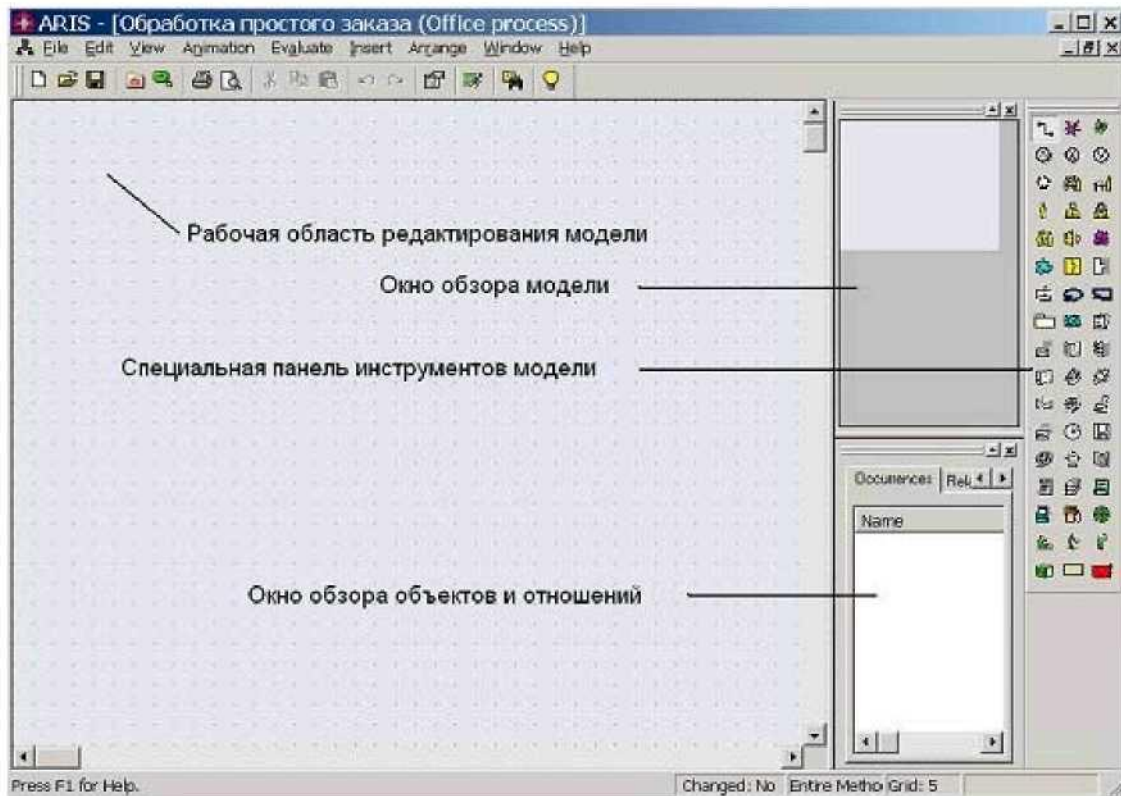 ARIS - [Обработка простого заказа (Office process)]
File Edit View Animation Evaluate Insert Arrange Window Help
Рабочая область редактирования модели
Окно обзора модели
Специальная панель инструментов модели
Occurrences
Name
Окно обзора объектов и отношений
Press F1 for Help. Changed: No Entire Metho Grid: 5